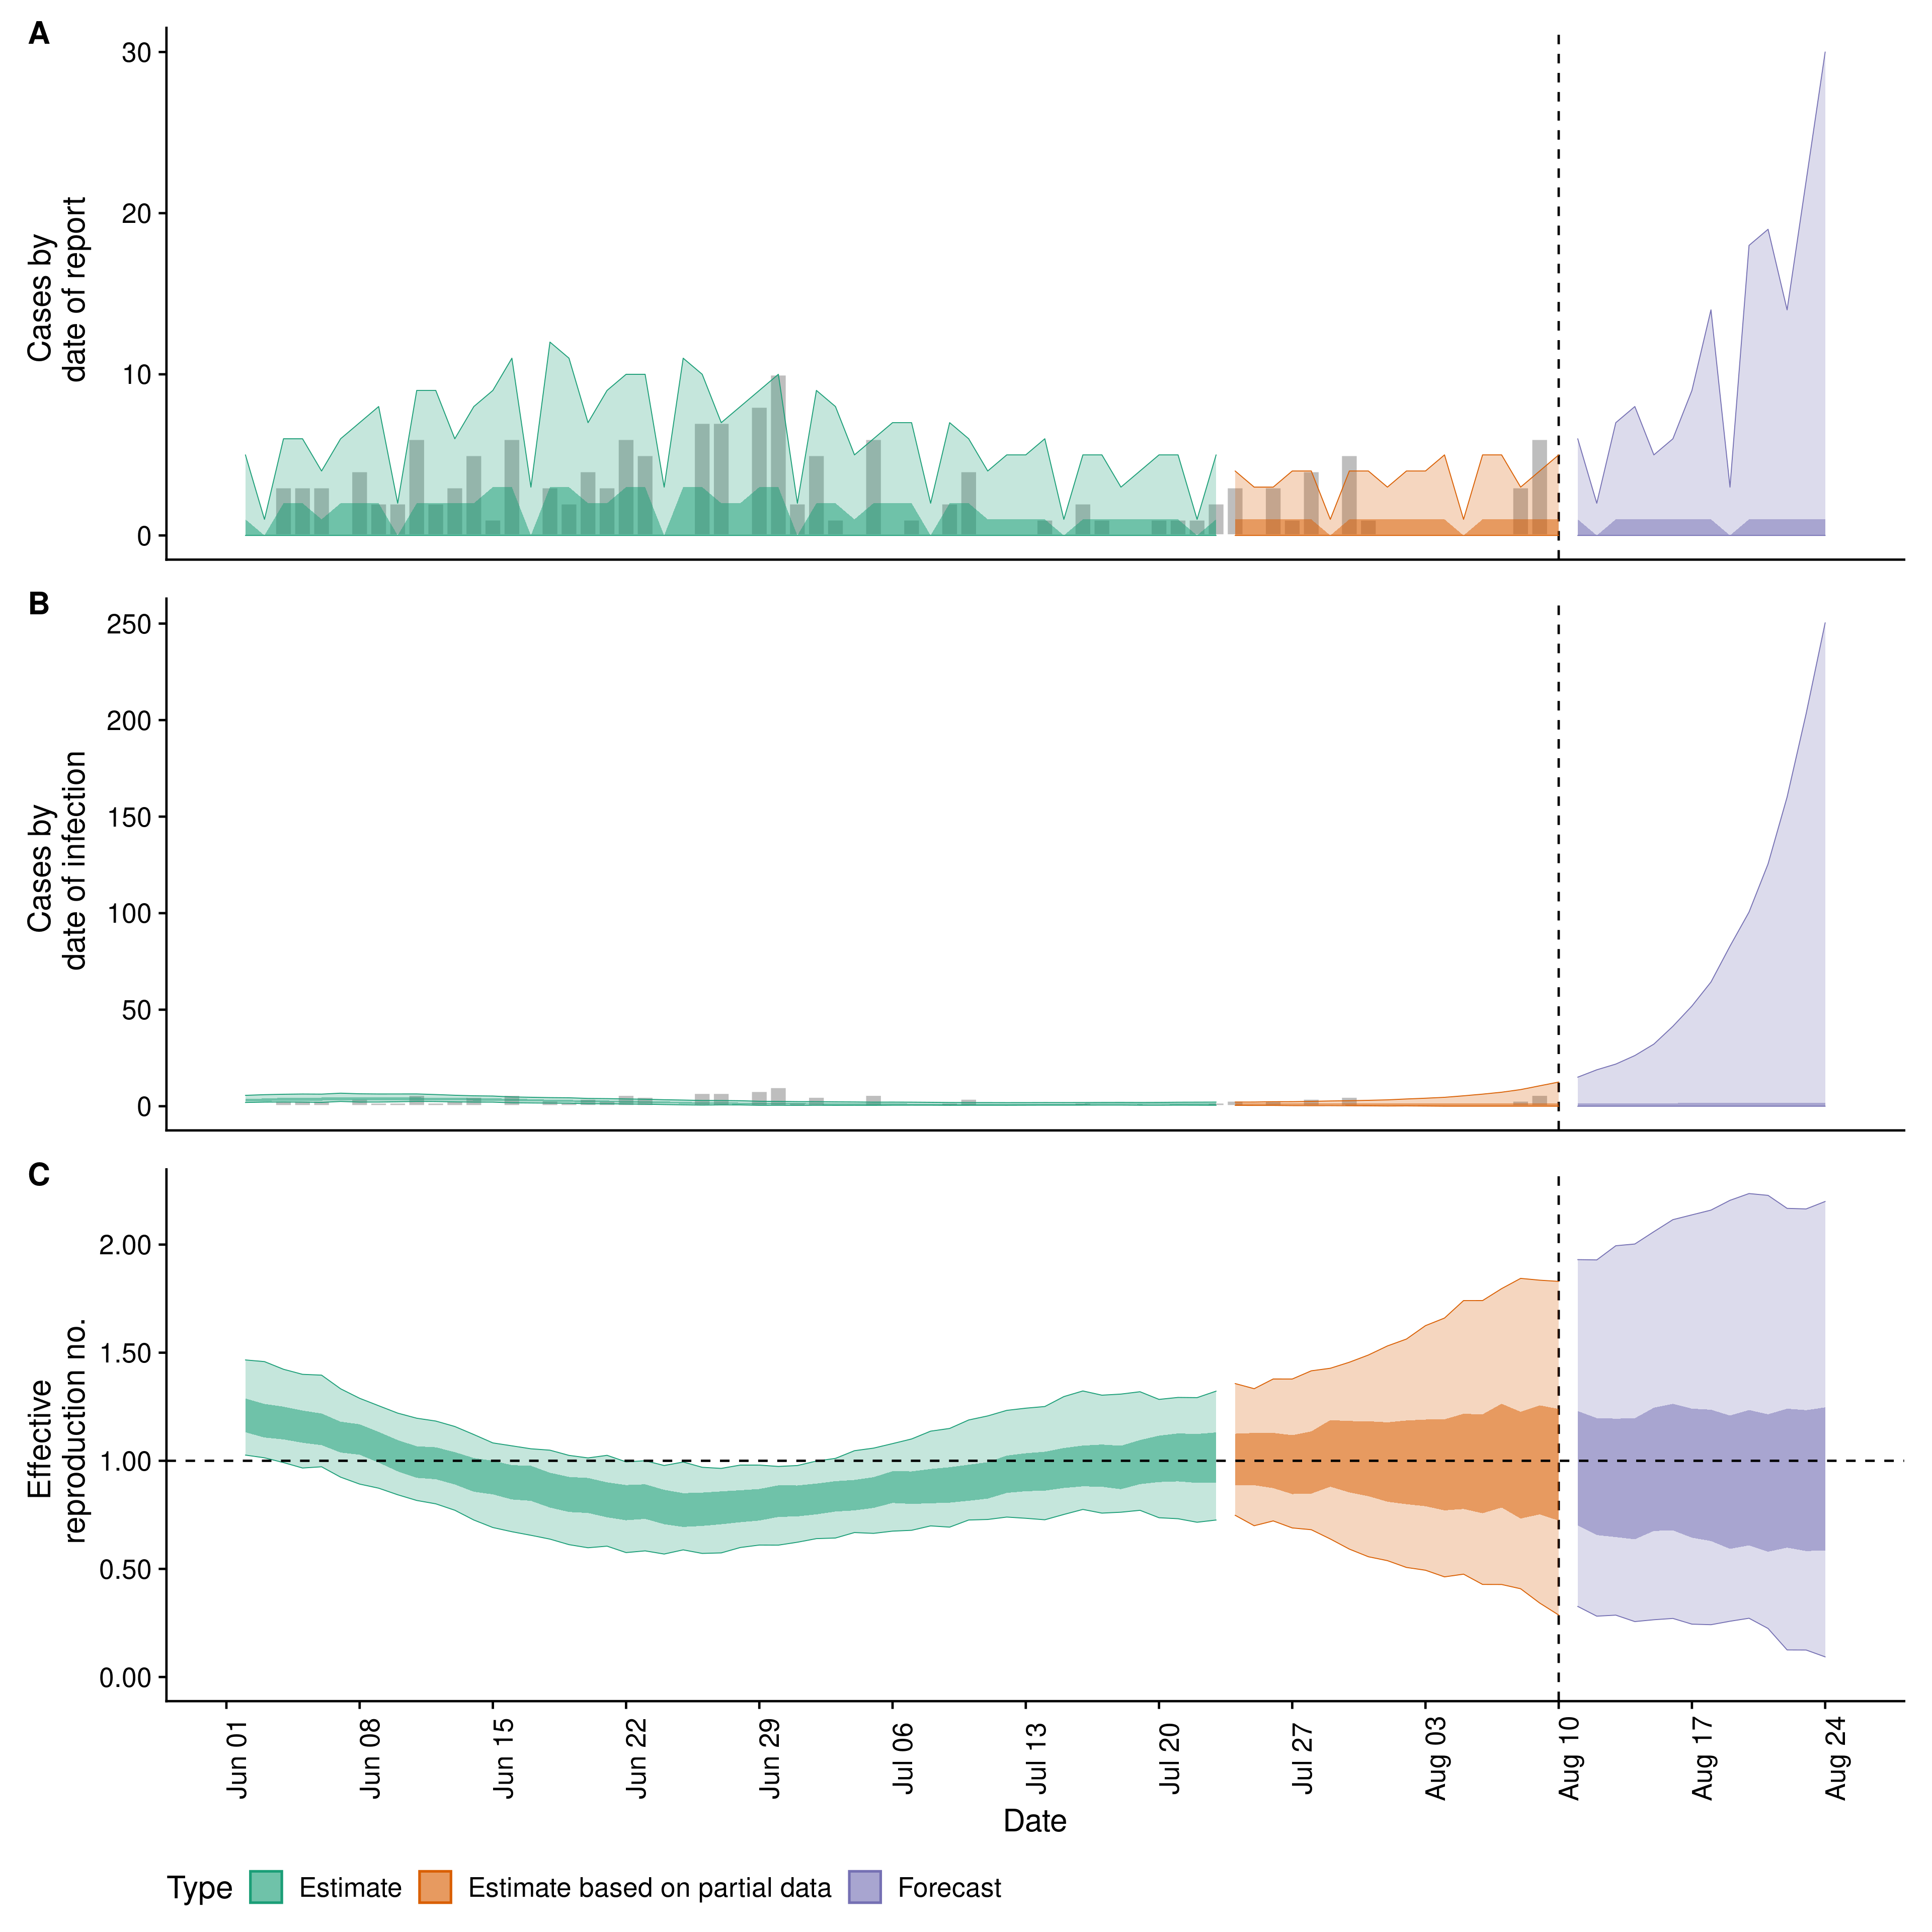 A
30
20
10
0
Cases by
date of report
B
250
200
150
100
50
0
Cases by
date of infection
C
2.00
1.50
1.00
0.50
0.00
Effective
reproduction no.
Jun 01
Jun 08
Jun 15
Jun 22
Jun 29
Jul 06
Jul 13
Jul 20
Jul 27
Aug 03
Aug 10
Aug 17
Aug 24
Date
Type Estimate Estimate based on partial data Forecast